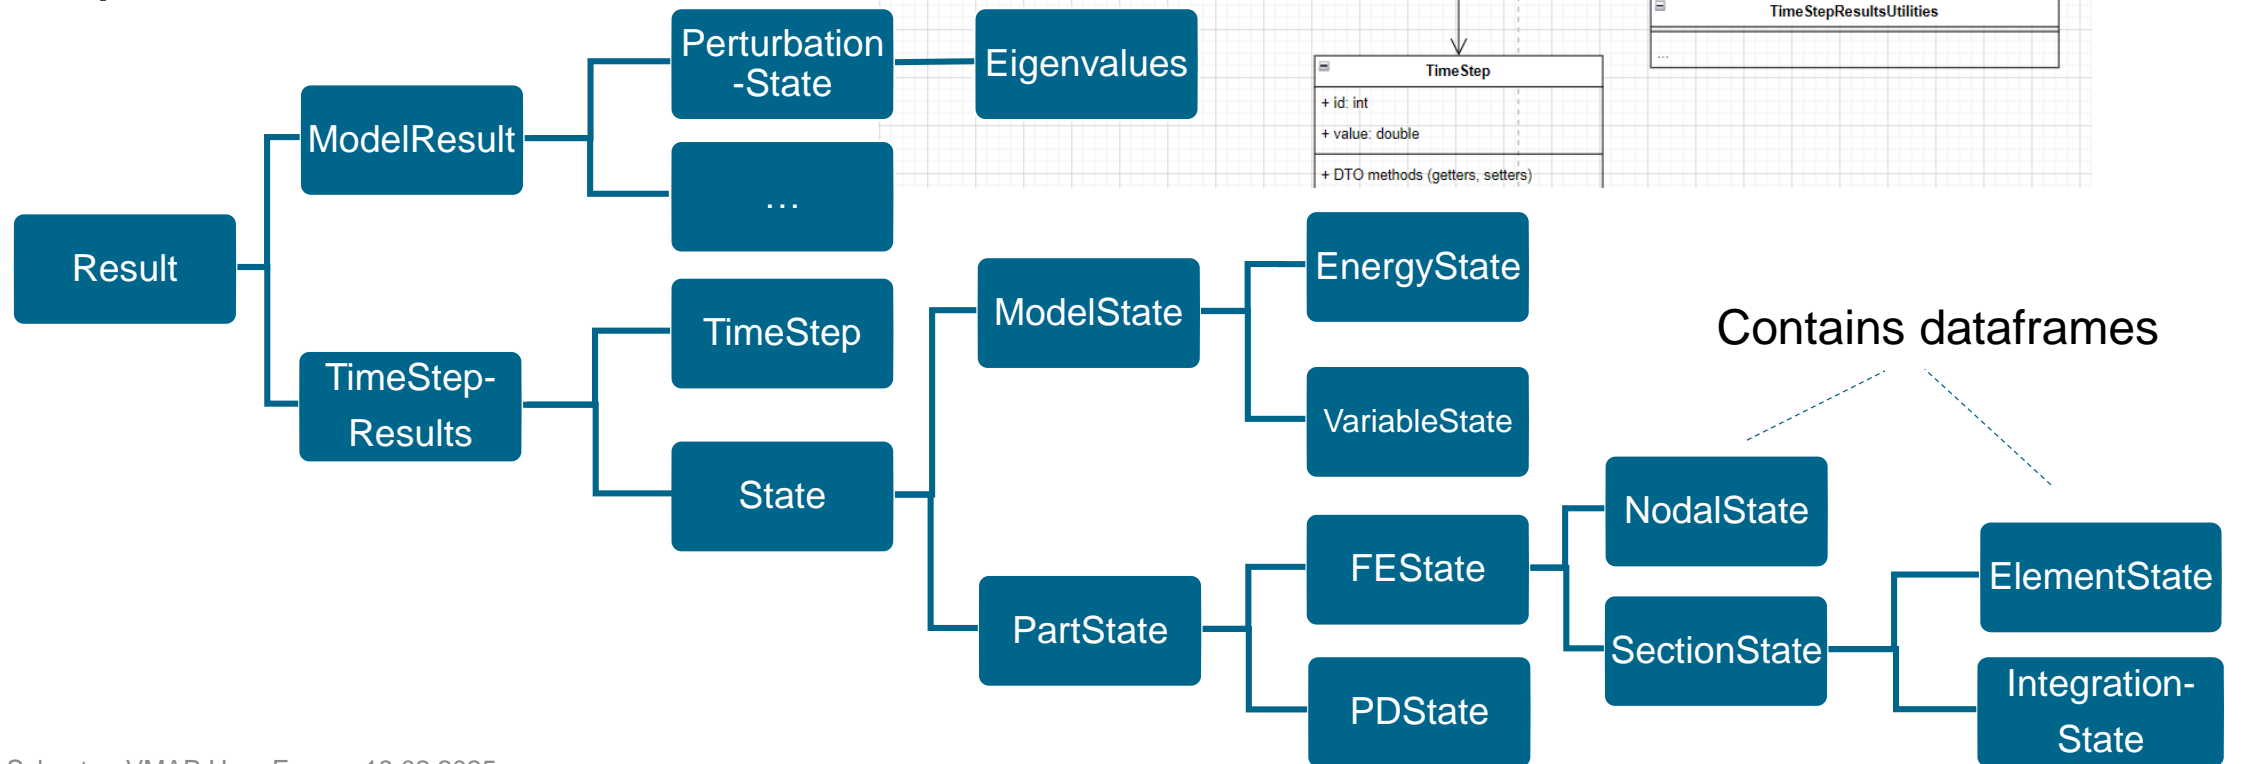 TimeStepResultsUtilities
...
TimeStep
+ id: int
+ value: double
+ DTO methods (getters, setters)
Perturbation
-State
Eigenvalues
ModelResult
...
Result
TimeStep
TimeStep-
Results
State
ModelState
EnergyState
VariableState
Contains dataframes
PartState
FEState
PDState
NodalState
SectionState
ElementState
Integration-
State